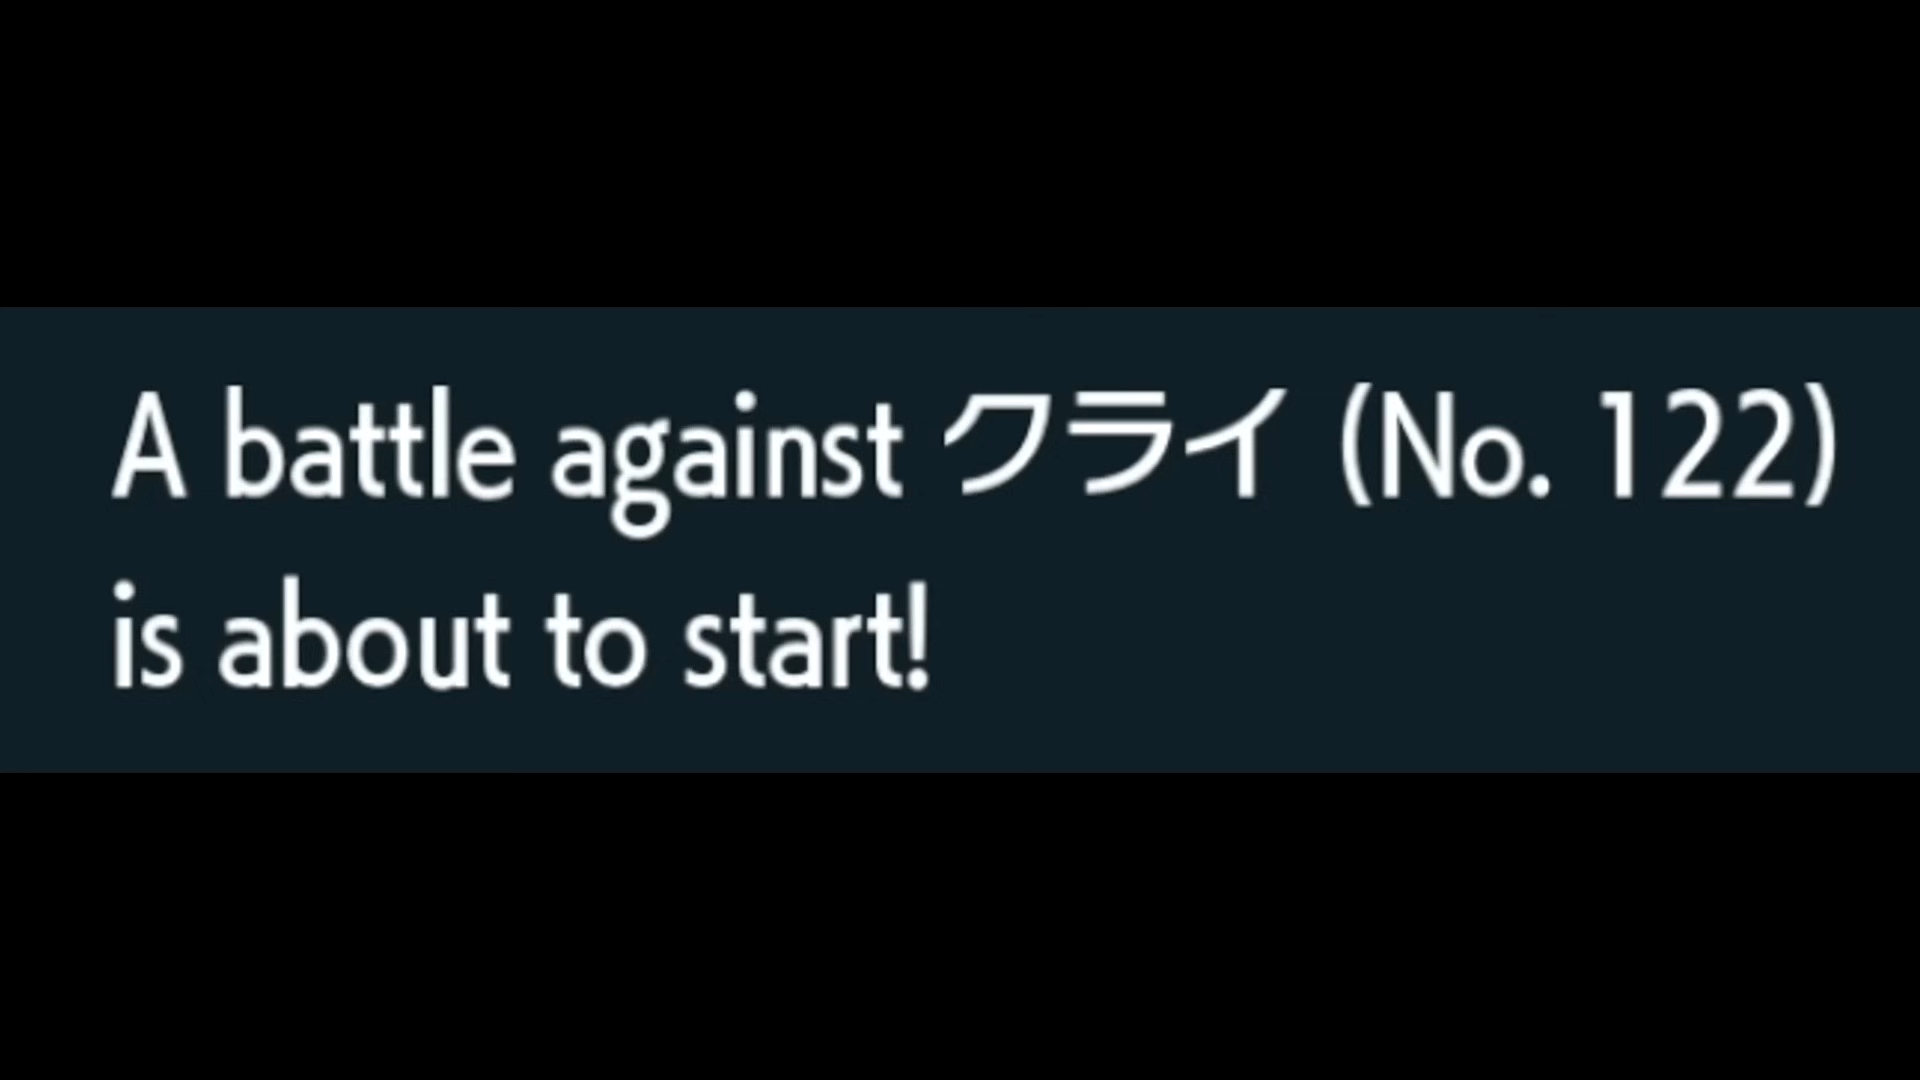 A battle against クライ (No. 122)
is about to start!